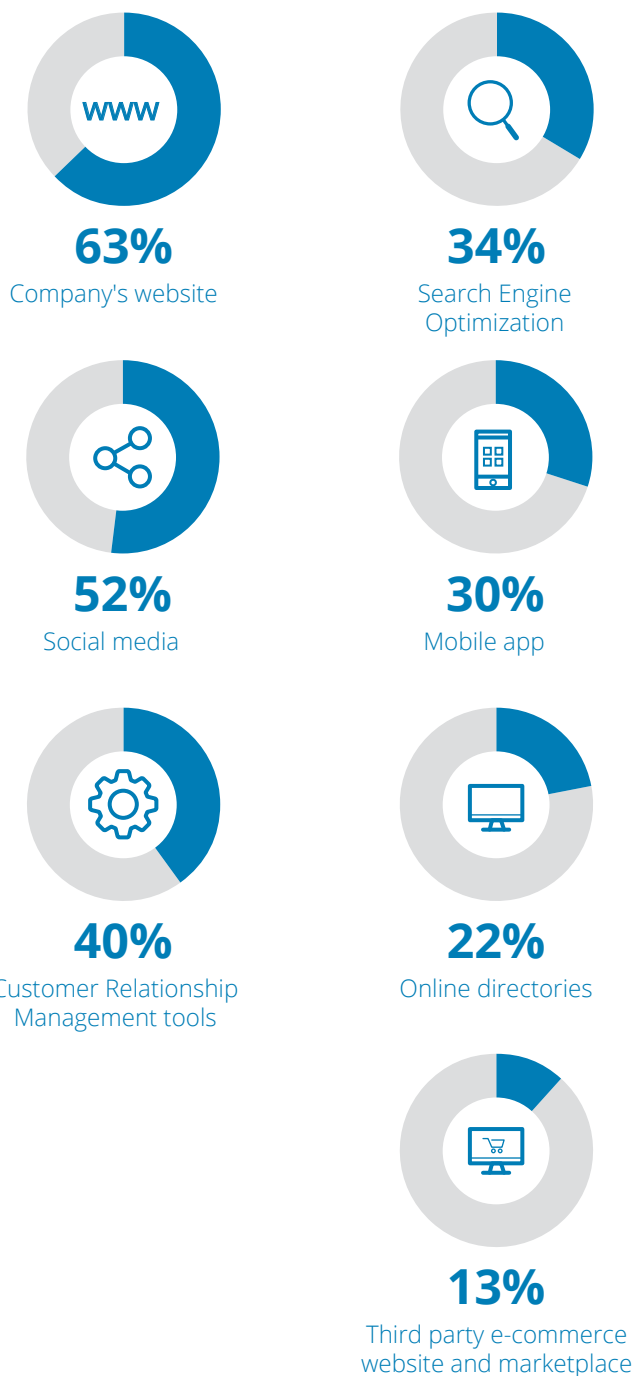 www
63%
Company's website
34%
Search Engine
Optimization
52%
Social media
30%
Mobile app
40%
Customer Relationship
Management tools
22%
Online directories
13%
Third party e-commerce
website and marketplace